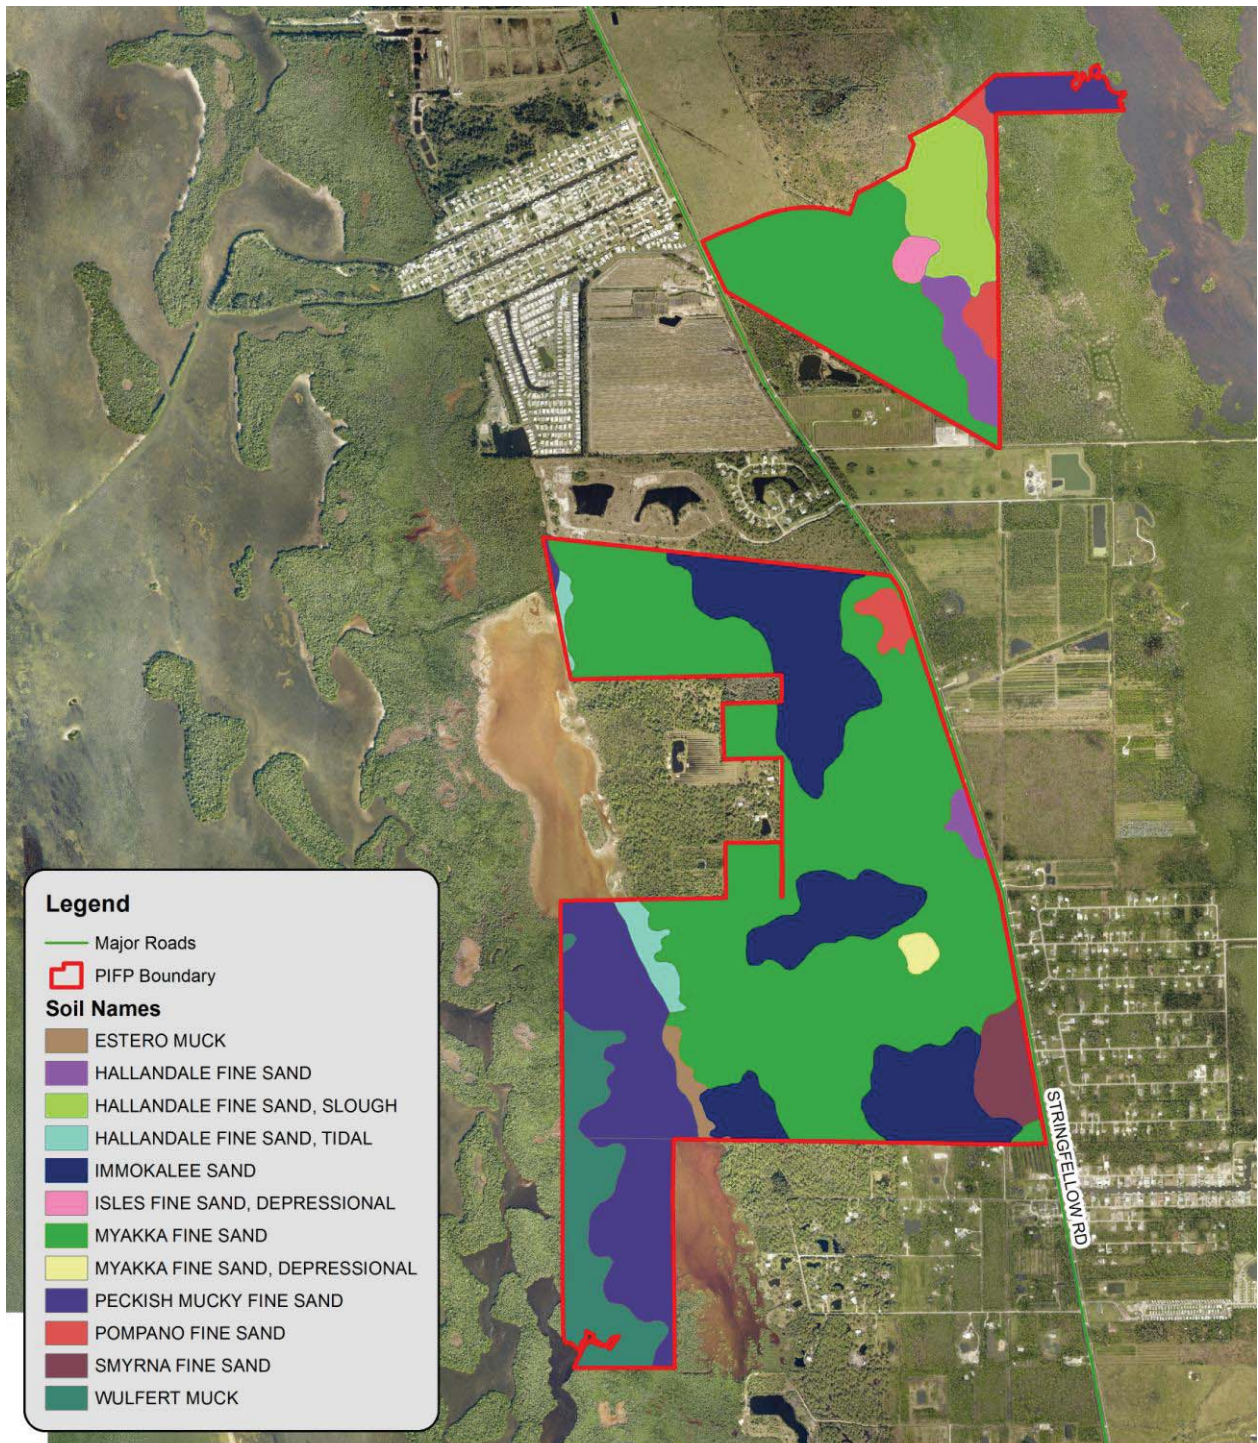 Legend
Major Roads
PIFP Boundary
Soil Names
ESTERO MUCK
HALLANDALE FINE SAND
HALLANDALE FINE SAND, SLOUGH
HALLANDALE FINE SAND, TIDAL
IMMOKALEE SAND
ISLES FINE SAND, DEPRESSIONAL
MYAKKA FINE SAND
MYAKKA FINE SAND, DEPRESSIONAL
PECKISH MUCKY FINE SAND
POMPANO FINE SAND
SMYRNA FINE SAND
WULFERT MUCK
STRINGFELLOW RD